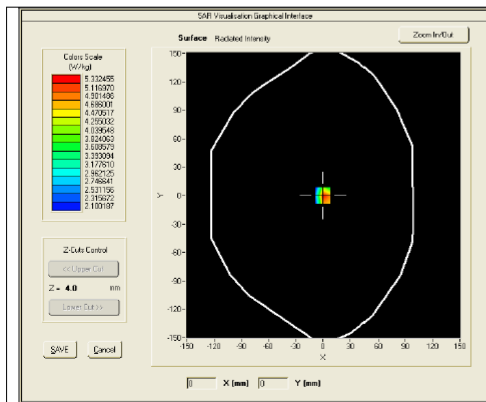 SAR Visualisation Graphical Interface
Surface Radiated Intensity
Zoom In/Out
Colors Scale
(W/kg)
5.332455
5.116970
4.901486
4.686001
4.470517
4.255032
4.039548
3.824063
3.608579
3.393094
3.177610
2.962125
2.746641
2.531156
2.315672
2.100187
Z-Cuts Control
<< Upper Cut
Z = 4.0 mm
Lower Cut >>
SAVE Cancel
150
120
90
60
30
0
-30
-60
-90
-120
-150
Y
-150 -120 -90 -60 -30 0 30 60 90 120 150
X
0 X (mm) 0 Y (mm)